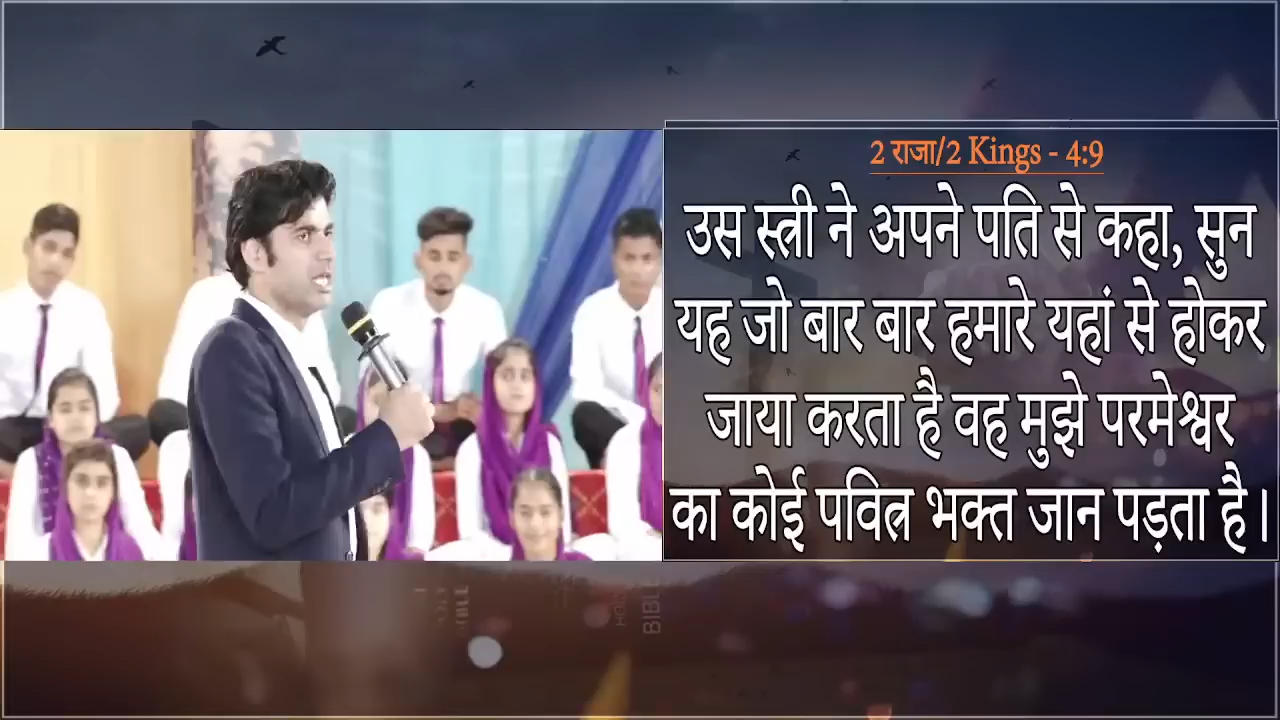 2 राजा/2 Kings - 4:9
उस स्त्री ने अपने पति से कहा, सुन
यह जो बार बार हमारे यहां से होकर
जाया करता है वह मुझे परमेश्वर
का कोई पवित्र भक्त जान पड़ता है।
BIBLE